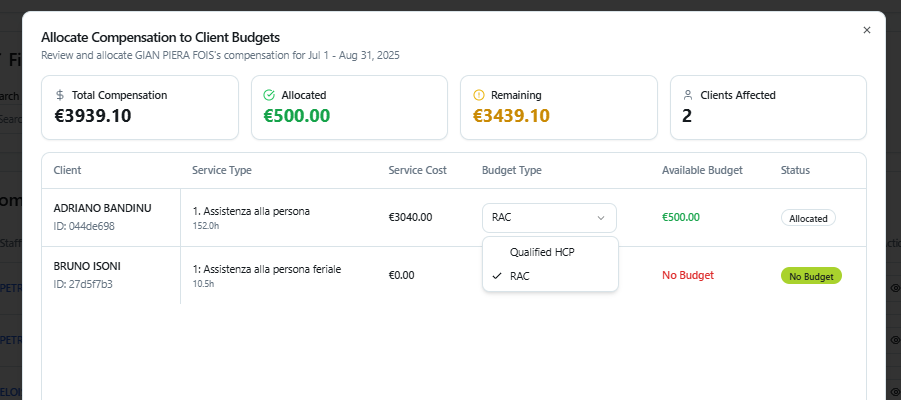 Allocate Compensation to Client Budgets
Review and allocate GIAN PIERA FOIS's compensation for Jul 1 - Aug 31, 2025
Total Compensation
€3939.10
Allocated
€500.00
Remaining
€3439.10
Clients Affected
2
Client Service Type Service Cost Budget Type Available Budget Status
ADRIANO BANDINU
ID: 044de698
1. Assistenza alla persona
152.0h
€3040.00
RAC
€500.00
Allocated
Qualified HCP
RAC
BRUNO ISONI
ID: 27d5f7b3
1: Assistenza alla persona feriale
10.5h
€0.00
No Budget
No Budget